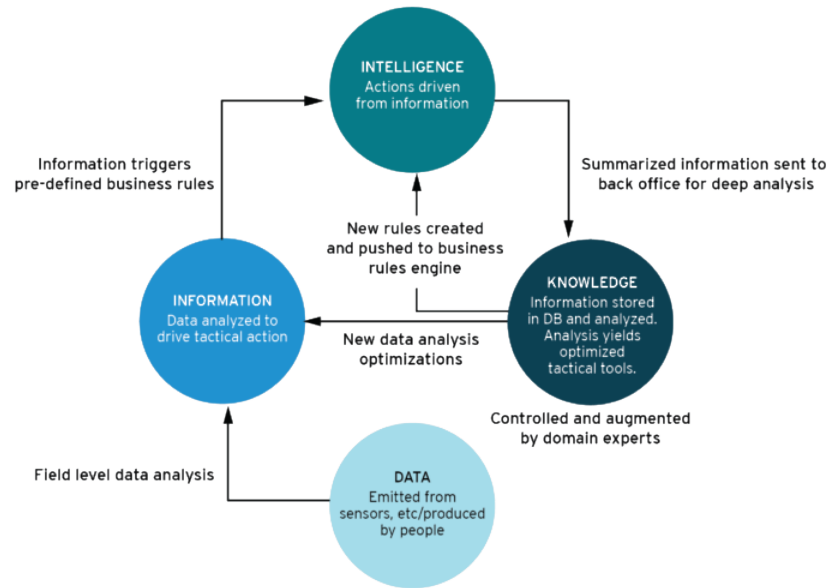 INTELLIGENCE
Actions driven
from information
Information triggers
pre-defined business rules
Summarized information sent to
back office for deep analysis
New rules created
and pushed to business
rules engine
INFORMATION
Data analyzed to
drive tactical action
KNOWLEDGE
Information stored
in DB and analyzed.
Analysis yields
optimized
tactical tools.
New data analysis
optimizations
Controlled and augmented
by domain experts
Field level data analysis
DATA
Emitted from
sensors, etc/produced
by people